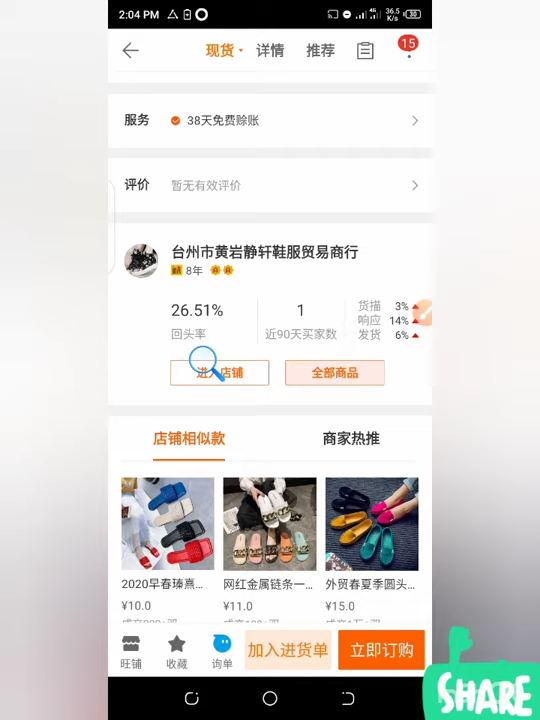 2:04 PM
36.5 K/s
30
现货 详情 推荐
15
服务 38天免费赊账
评价 暂无有效评价
台州市黄岩静轩鞋服贸易商行
8年
26.51% 1 货描 3%
响应 14%
回头率 近90天买家数 发货 6%
进入店铺 全部商品
店铺相似款 商家热推
2020早春臻熹... 网红金属链条一... 外贸春夏季圆头...
¥10.0 ¥11.0 ¥15.0
旺铺 收藏 询单 加入进货单 立即订购
SHARE